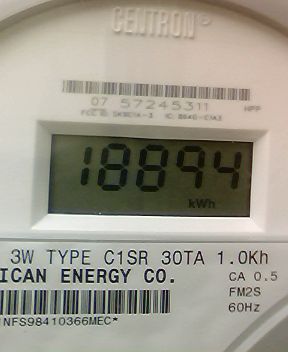 CENTRON®
07 57245311 HPP
18894
kWh
3W TYPE C1SR 30TA 1.0Kh
ICAN ENERGY CO.
CA 0.5
FM2S
60Hz
NFS98410366MEC*